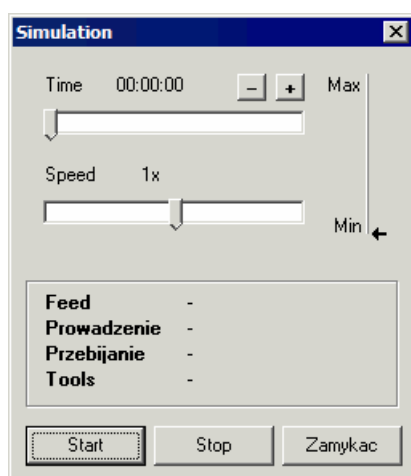 Simulation
Time 00:00:00 - + Max
Speed 1x
Min
Feed -
Prowadzenie -
Przebijanie -
Tools -
Start Stop Zamykac